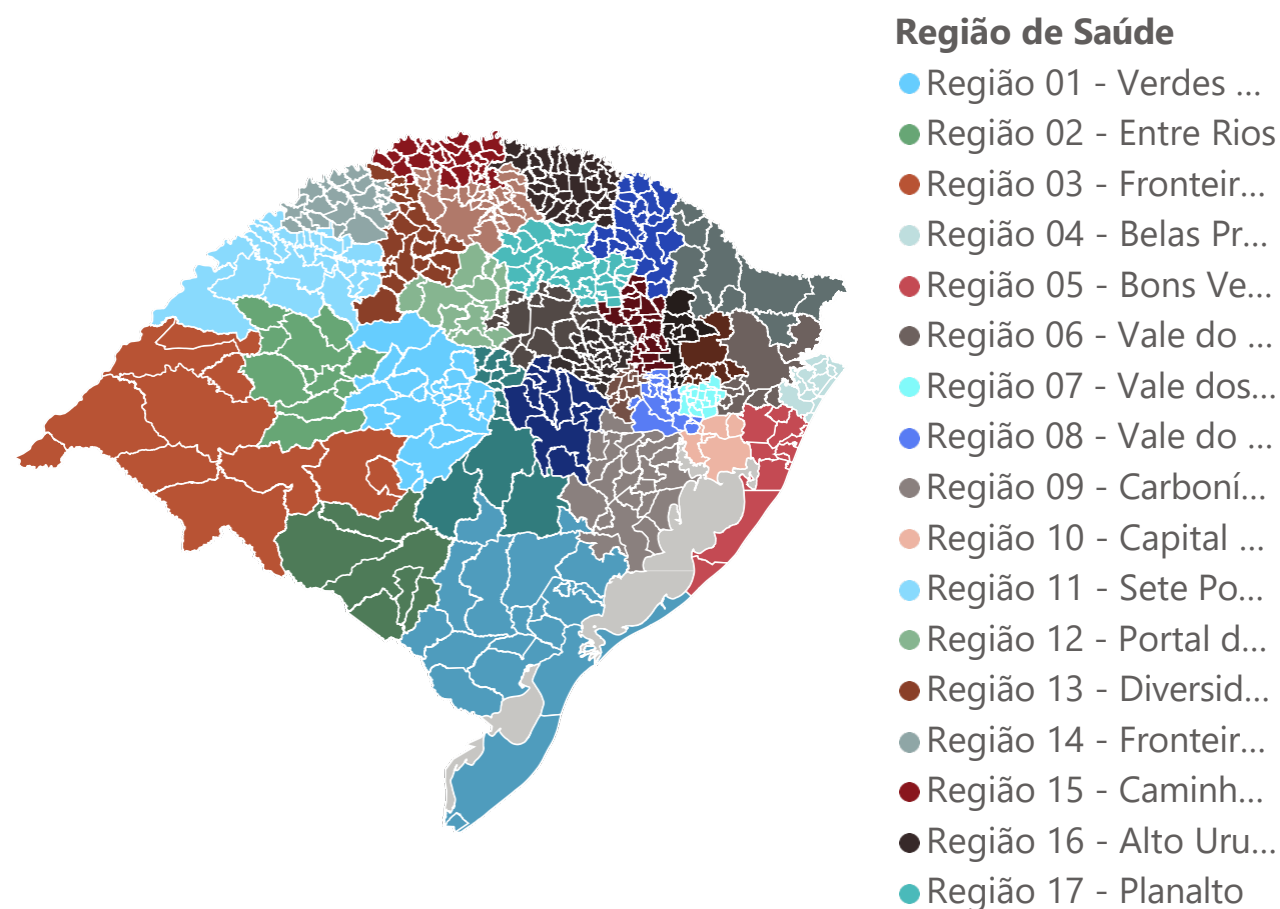 Região de Saúde
Região 01 - Verdes ...
Região 02 - Entre Rios
Região 03 - Fronteir...
Região 04 - Belas Pr...
Região 05 - Bons Ve...
Região 06 - Vale do ...
Região 07 - Vale dos...
Região 08 - Vale do ...
Região 09 - Carboní...
Região 10 - Capital ...
Região 11 - Sete Po...
Região 12 - Portal d...
Região 13 - Diversid...
Região 14 - Fronteir...
Região 15 - Caminh...
Região 16 - Alto Uru...
Região 17 - Planalto